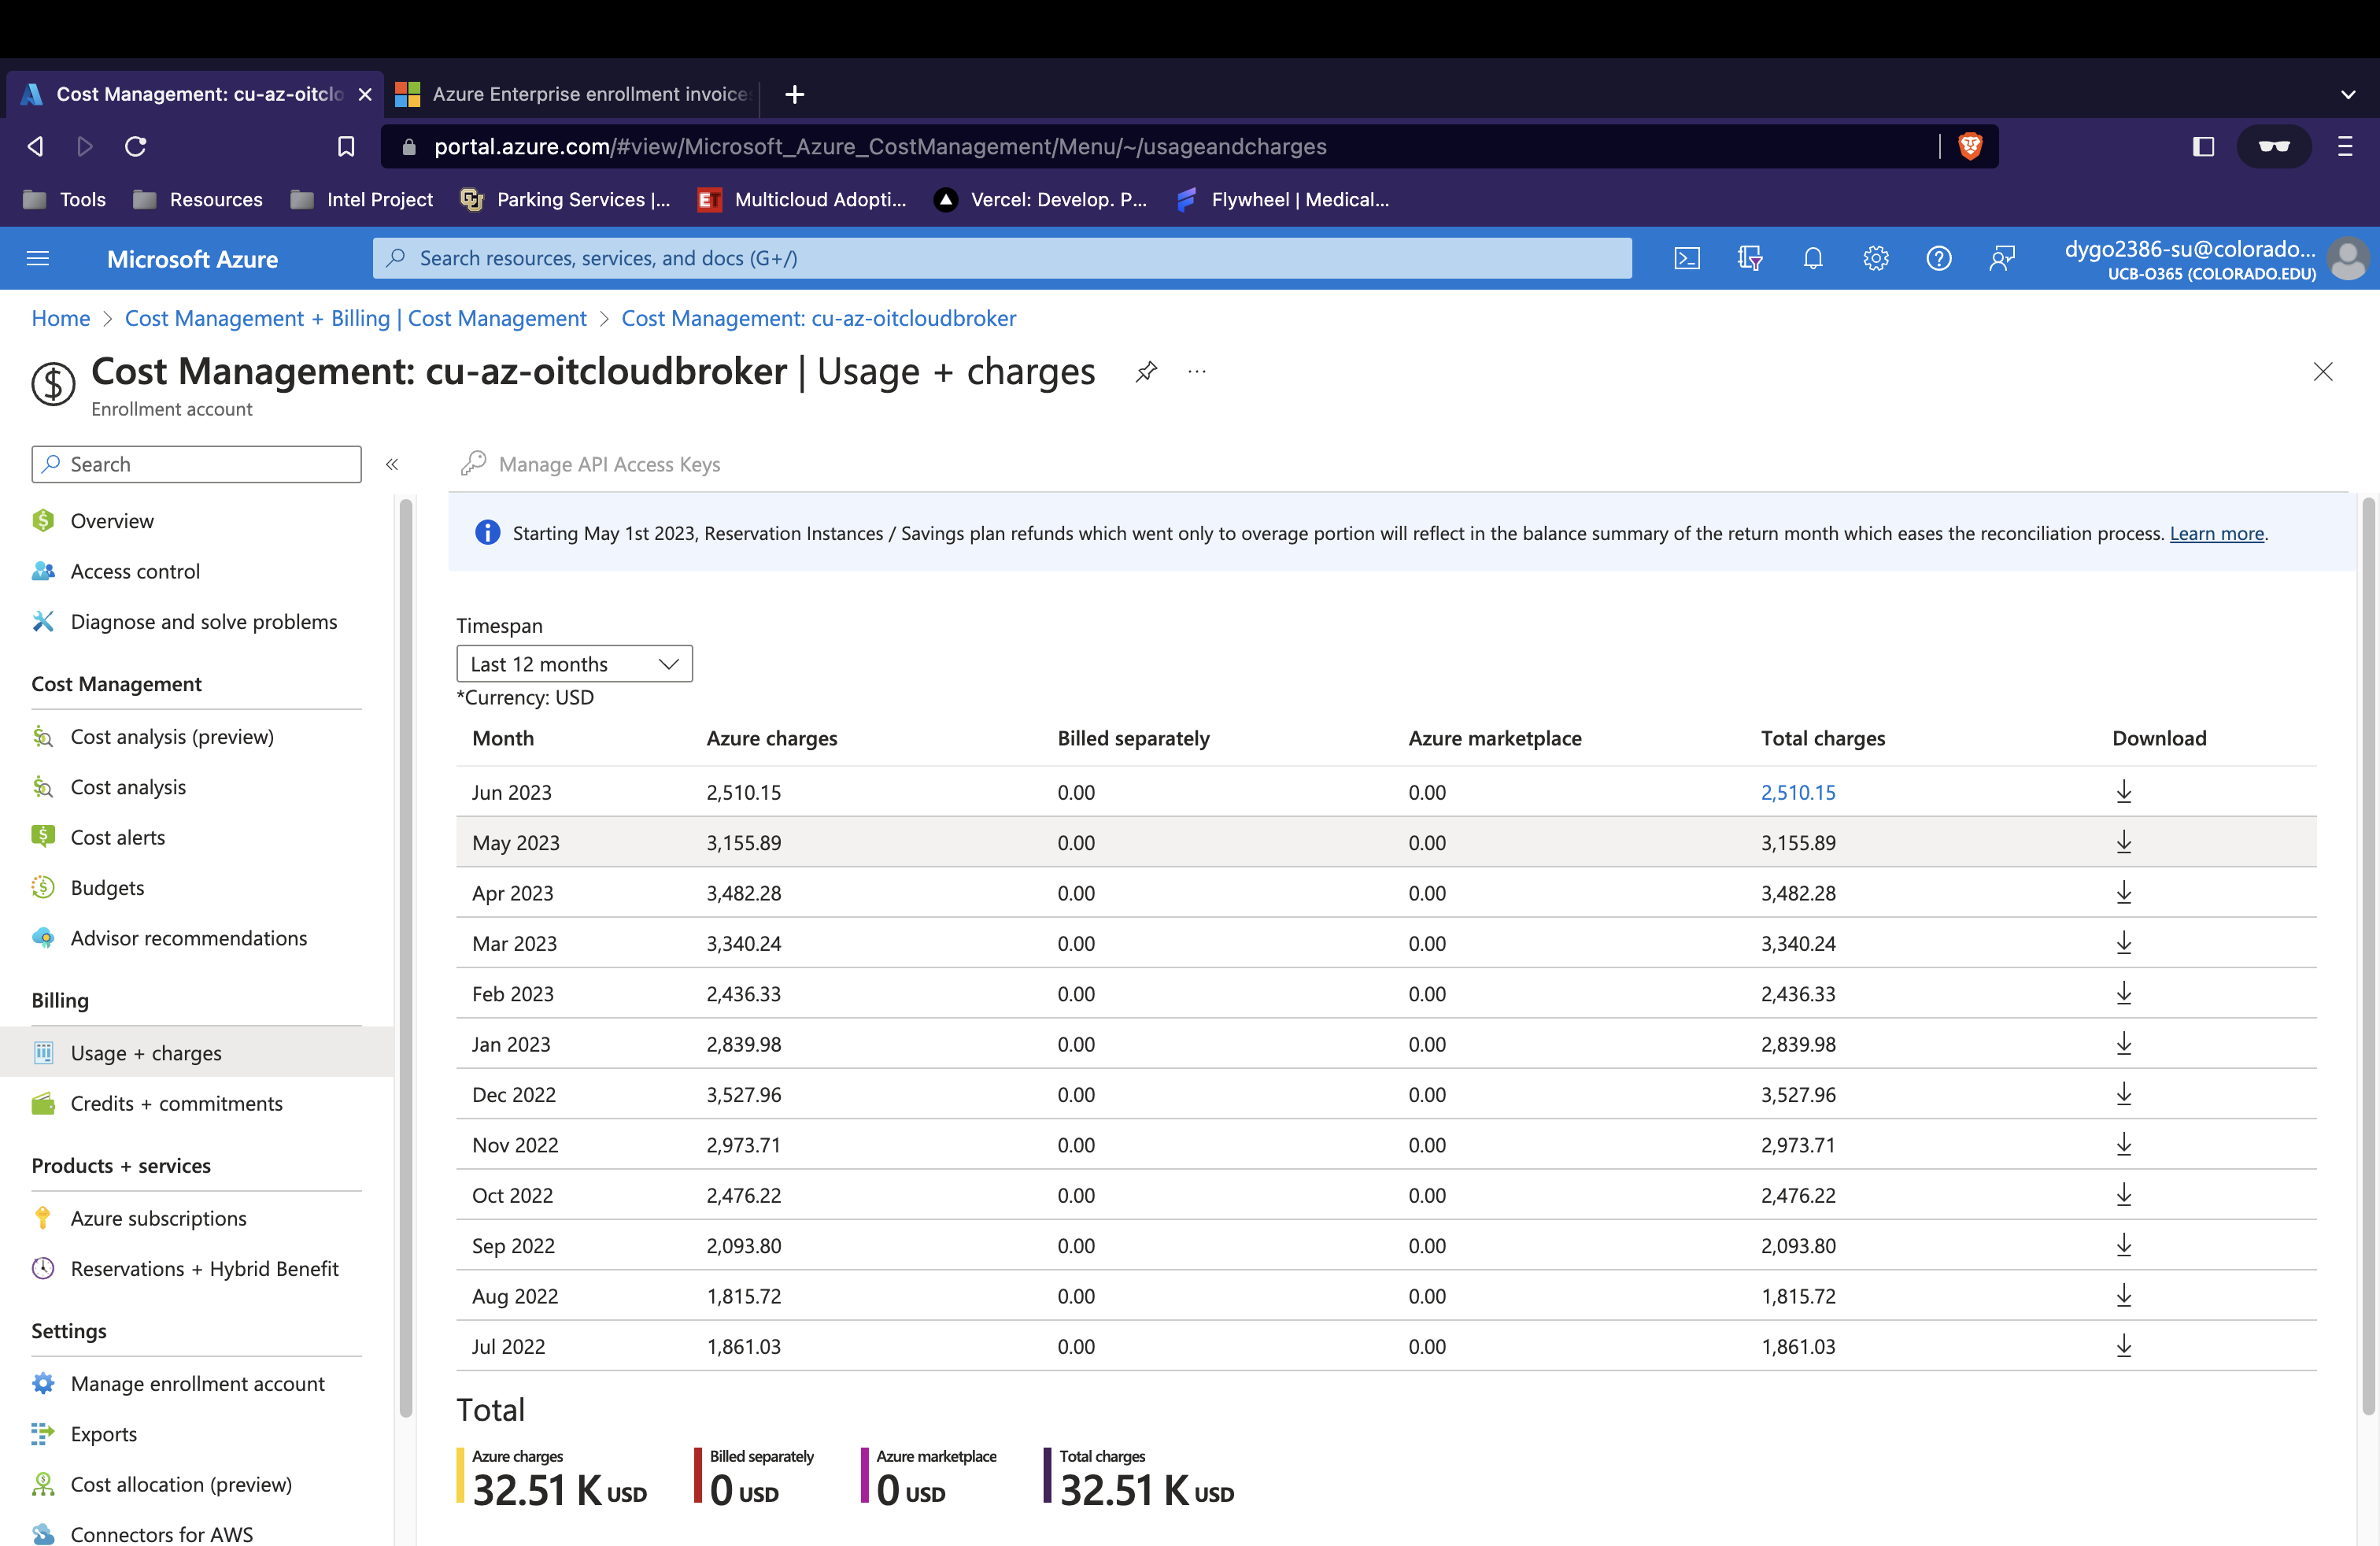 Cost Management: cu-az-oitclo
Azure Enterprise enrollment invoice
portal.azure.com/#view/Microsoft_Azure_CostManagement/Menu/~/usageandcharges
Tools Resources Intel Project Parking Services |... ET Multicloud Adopti... Vercel: Develop. P... Flywheel | Medical...
Microsoft Azure
Search resources, services, and docs (G+/)
dygo2386-su@colorado...
UCB-O365 (COLORADO.EDU)
Home > Cost Management + Billing | Cost Management > Cost Management: cu-az-oitcloudbroker
Cost Management: cu-az-oitcloudbroker | Usage + charges ...
Enrollment account
Search
«
Overview
Access control
Diagnose and solve problems
Cost Management
Cost analysis (preview)
Cost analysis
Cost alerts
Budgets
Advisor recommendations
Billing
Usage + charges
Credits + commitments
Products + services
Azure subscriptions
Reservations + Hybrid Benefit
Settings
Manage enrollment account
Exports
Cost allocation (preview)
Connectors for AWS
Manage API Access Keys
Starting May 1st 2023, Reservation Instances / Savings plan refunds which went only to overage portion will reflect in the balance summary of the return month which eases the reconciliation process. Learn more.
Timespan
Last 12 months
*Currency: USD
Month Azure charges Billed separately Azure marketplace Total charges Download
Jun 2023 2,510.15 0.00 0.00 2,510.15
May 2023 3,155.89 0.00 0.00 3,155.89
Apr 2023 3,482.28 0.00 0.00 3,482.28
Mar 2023 3,340.24 0.00 0.00 3,340.24
Feb 2023 2,436.33 0.00 0.00 2,436.33
Jan 2023 2,839.98 0.00 0.00 2,839.98
Dec 2022 3,527.96 0.00 0.00 3,527.96
Nov 2022 2,973.71 0.00 0.00 2,973.71
Oct 2022 2,476.22 0.00 0.00 2,476.22
Sep 2022 2,093.80 0.00 0.00 2,093.80
Aug 2022 1,815.72 0.00 0.00 1,815.72
Jul 2022 1,861.03 0.00 0.00 1,861.03
Total
Azure charges
32.51 K USD
Billed separately
0 USD
Azure marketplace
0 USD
Total charges
32.51 K USD